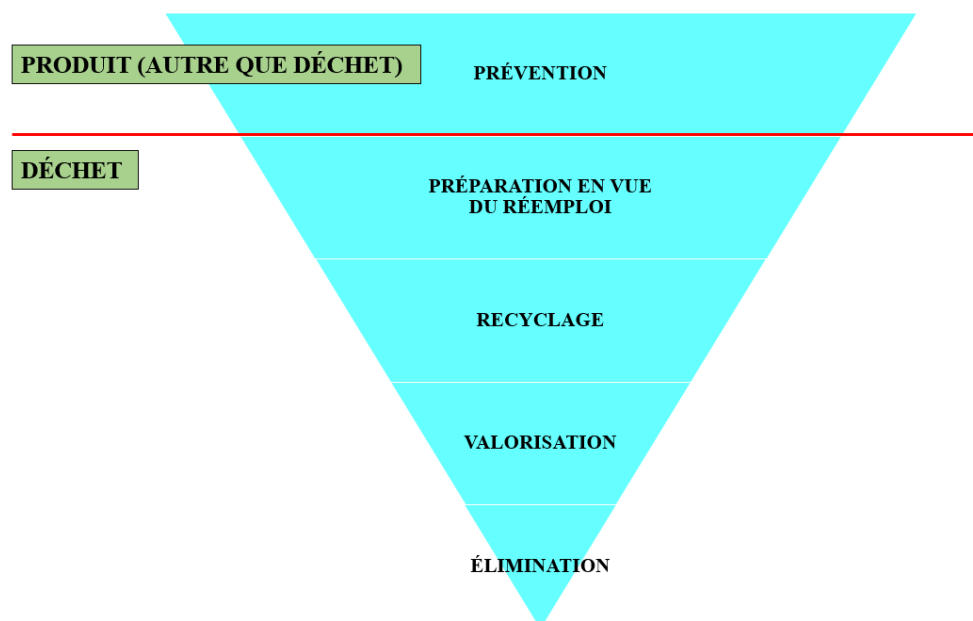 PRODUIT (AUTRE QUE DÉCHET)
PRÉVENTION
DÉCHET
PRÉPARATION EN VUE
DU RÉEMPLOI
RECYCLAGE
VALORISATION
ÉLIMINATION